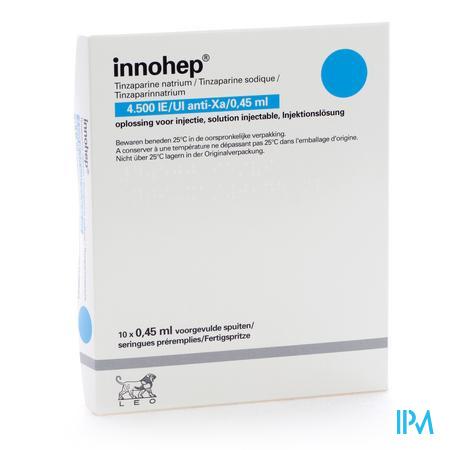 innohep®
Tinzaparine natrium / Tinzaparine sodique /
Tinzaparinnatrium
4.500 IE/UI anti-Xa/0,45 ml
oplossing voor injectie, solution injectable, Injektionslösung
Bewaren beneden 25°C in de oorspronkelijke verpakking.
A conserver à une température ne dépassant pas 25°C dans l'emballage d'origine.
Nicht über 25°C lagern in der Originalverpackung.
10 x 0,45 ml voorgevulde spuiten/
seringues préremplies/Fertigspritze
LEO
Innohep®
IPM